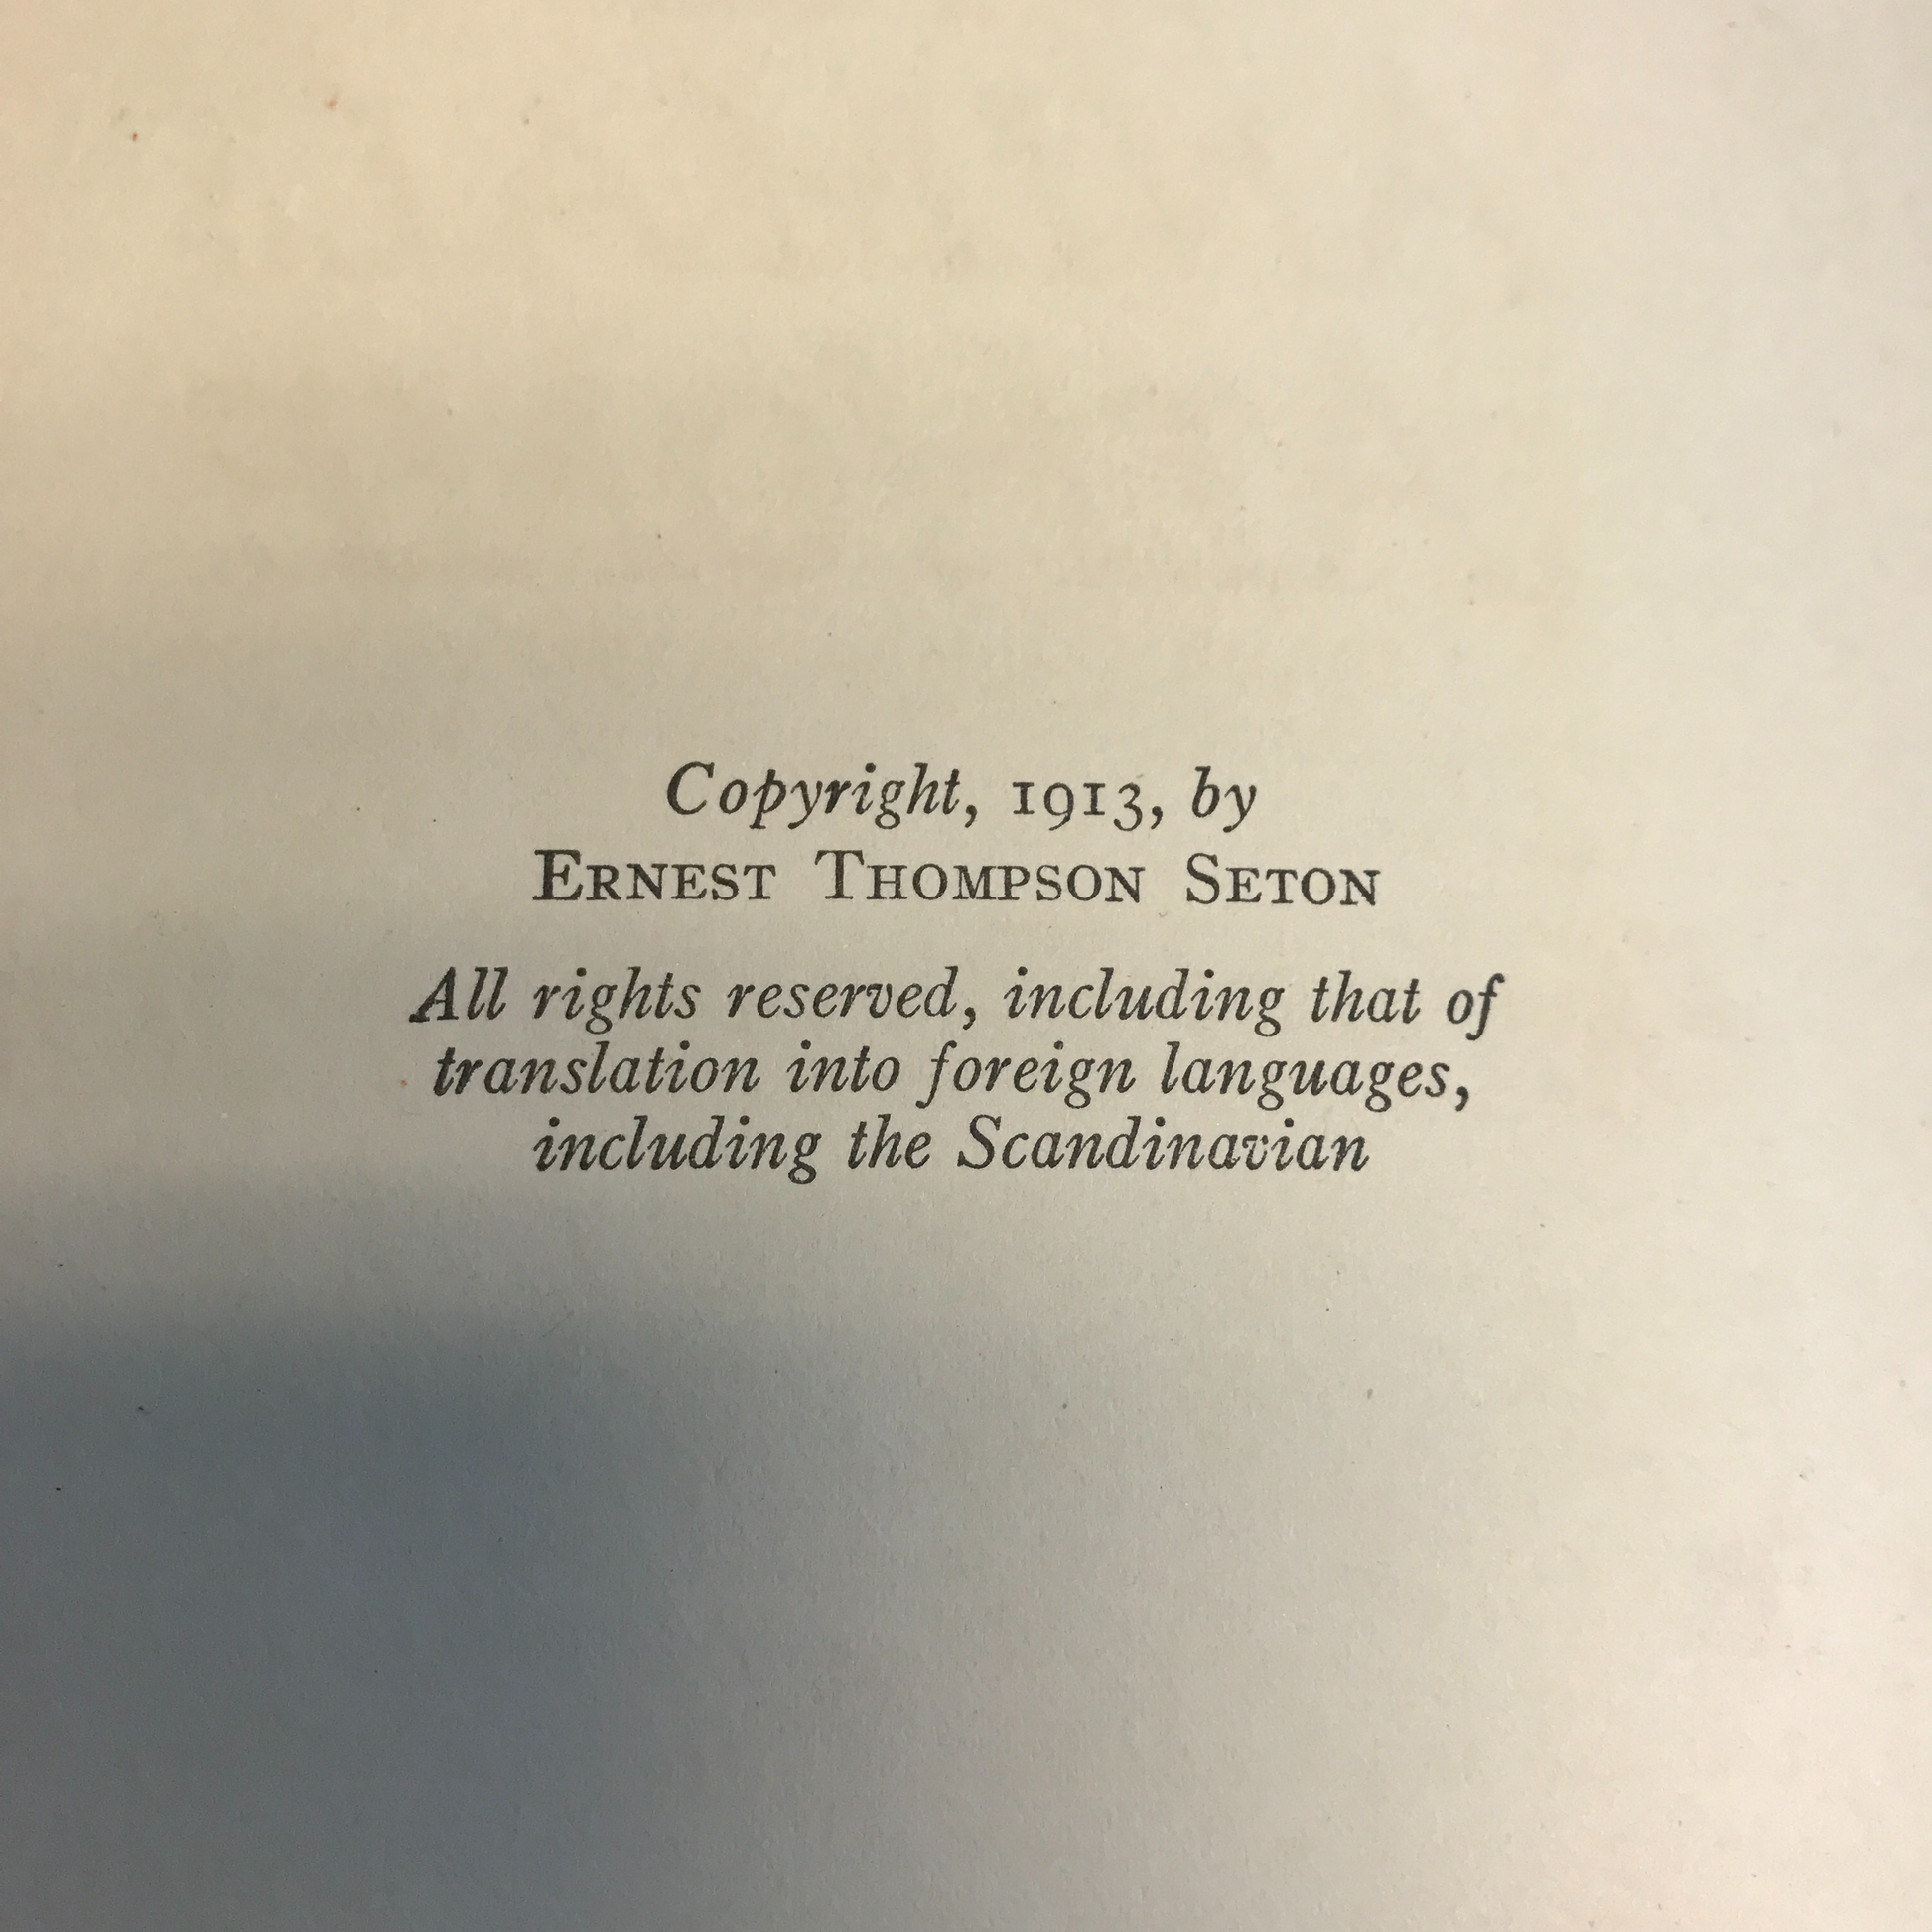 Copyright, 1913, by
ERNEST THOMPSON SETON
All rights reserved, including that of
translation into foreign languages,
including the Scandinavian